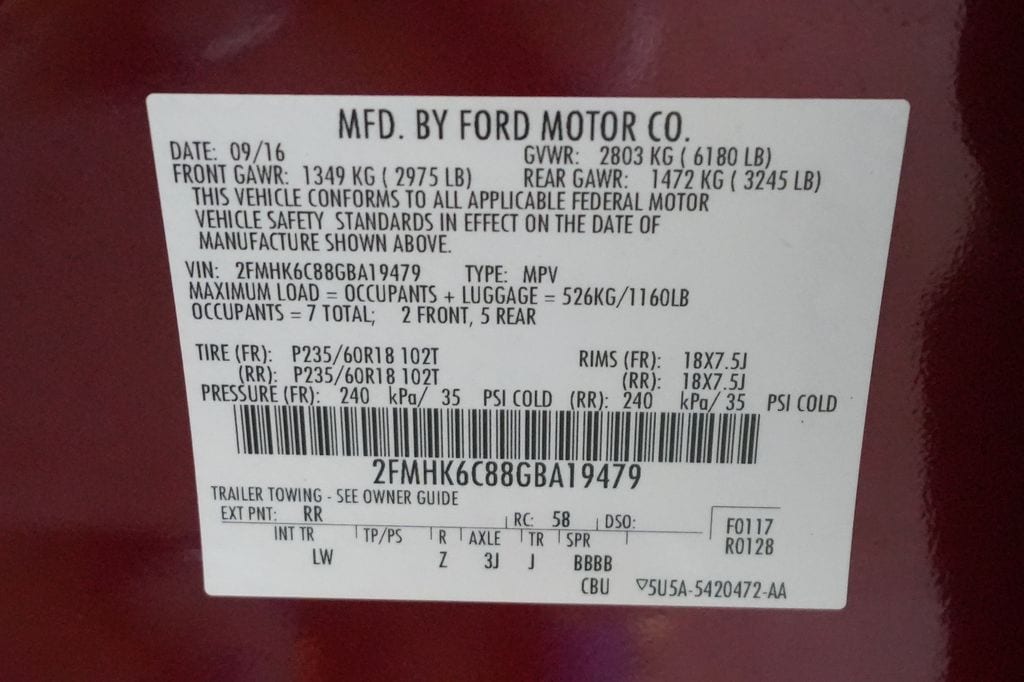 MFD. BY FORD MOTOR CO.
DATE: 09/16 GVWR: 2803 KG ( 6180 LB)
FRONT GAWR: 1349 KG ( 2975 LB) REAR GAWR: 1472 KG ( 3245 LB)
THIS VEHICLE CONFORMS TO ALL APPLICABLE FEDERAL MOTOR
VEHICLE SAFETY STANDARDS IN EFFECT ON THE DATE OF
MANUFACTURE SHOWN ABOVE.
VIN: 2FMHK6C88GBA19479 TYPE: MPV
MAXIMUM LOAD = OCCUPANTS + LUGGAGE = 526KG/1160LB
OCCUPANTS = 7 TOTAL; 2 FRONT, 5 REAR
TIRE (FR): P235/60R18 102T RIMS (FR): 18X7.5J
(RR): P235/60R18 102T (RR): 18X7.5J
PRESSURE (FR): 240 kPa/ 35 PSI COLD (RR): 240 kPa/ 35 PSI COLD
2FMHK6C88GBA19479
TRAILER TOWING - SEE OWNER GUIDE
EXT PNT: RR RC: 58 DSO: F0117
INT TR TP/PS R AXLE TR SPR R0128
LW Z 3J J BBBB
CBU ▽5U5A-5420472-AA